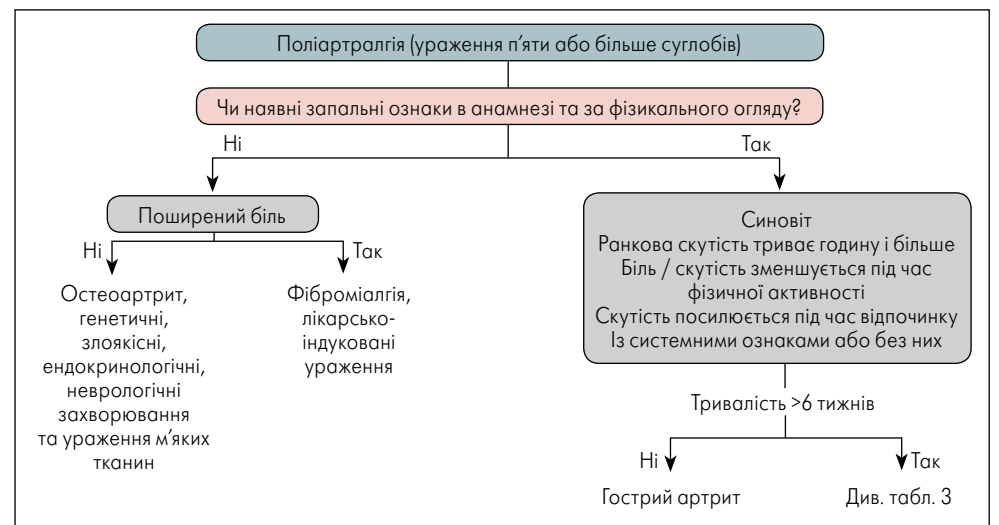 Поліартралгія (ураження п’яти або більше суглобів)
Чи наявні запальні ознаки в анамнезі та за фізикального огляду?
Ні
Так
Поширений біль
Ні
Так
Остеоартрит,
генетичні,
злоякісні,
ендокринологічні,
неврологічні
захворювання
та ураження м’яких
тканин
Фіброміалгія,
лікарсько-
індуковані
ураження
Синовіт
Ранкова скутість триває годину і більше
Біль / скутість зменшується під час
фізичної активності
Скутість посилюється під час відпочинку
Із системними ознаками або без них
Тривалість >6 тижнів
Ні
Так
Гострий артрит
Див. табл. 3